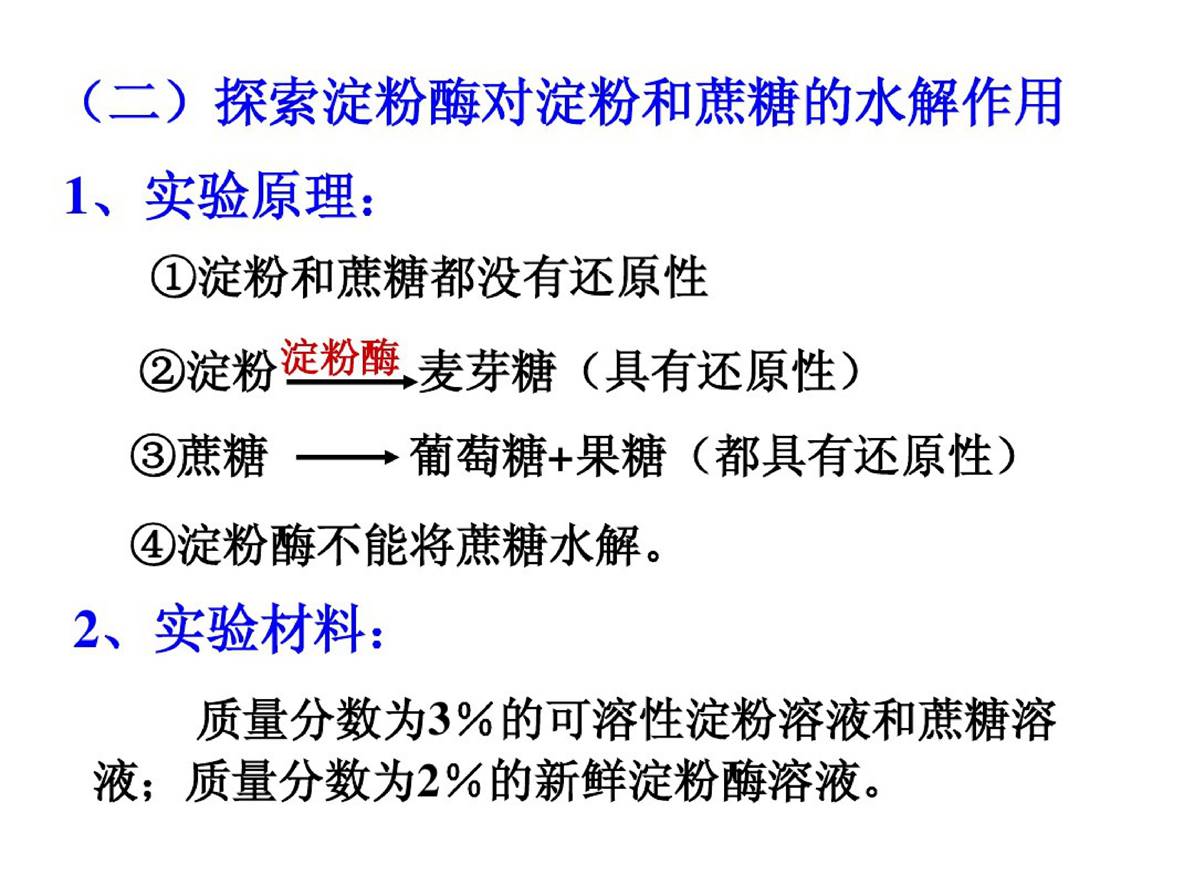 （二）探索淀粉酶对淀粉和蔗糖的水解作用
1、实验原理：
①淀粉和蔗糖都没有还原性
②淀粉 淀粉酶 麦芽糖（具有还原性）
③蔗糖 葡萄糖+果糖（都具有还原性）
④淀粉酶不能将蔗糖水解。
2、实验材料：
质量分数为3%的可溶性淀粉溶液和蔗糖溶
液；质量分数为2%的新鲜淀粉酶溶液。